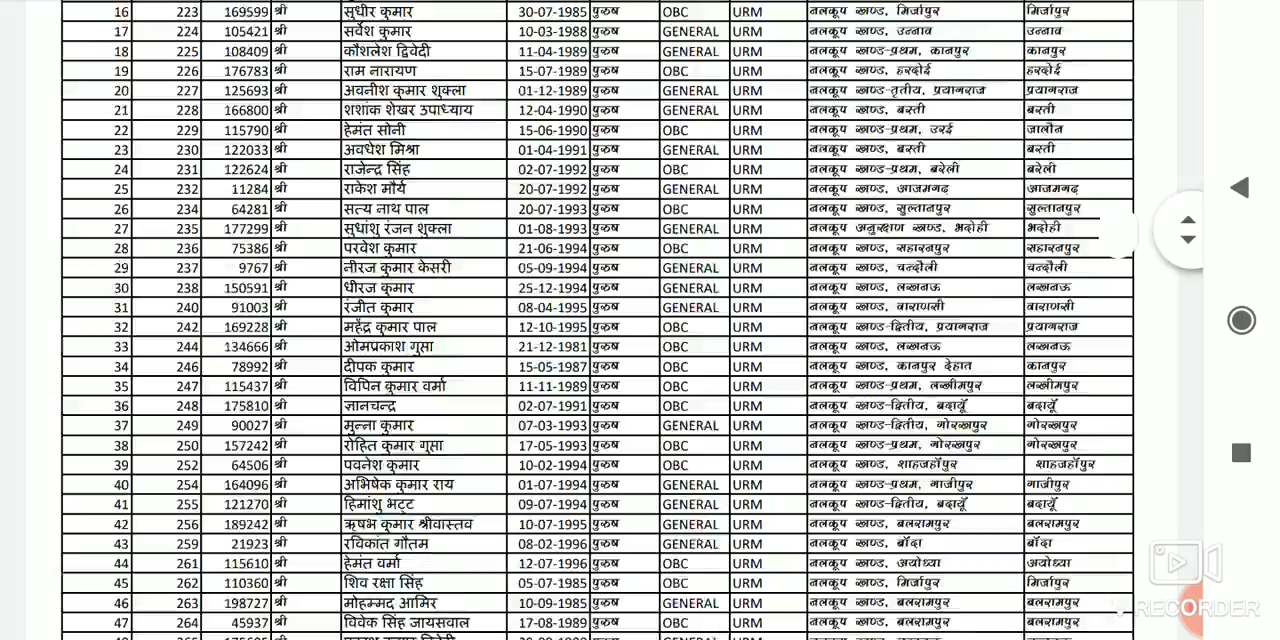 16 223 169599 श्री सुधीर कुमार 30-07-1985 पुरुष OBC URM नलकूप खण्ड, मिर्जापुर मिर्जापुर
17 224 105421 श्री सर्वेश कुमार 10-03-1988 पुरुष GENERAL URM नलकूप खण्ड, उन्नाव उन्नाव
18 225 108409 श्री कौशलेश द्विवेदी 11-04-1989 पुरुष GENERAL URM नलकूप खण्ड-प्रथम, कानपुर कानपुर
19 226 176783 श्री राम नारायण 15-07-1989 पुरुष OBC URM नलकूप खण्ड, हरदोई हरदोई
20 227 125693 श्री अवनीश कुमार शुक्ला 01-12-1989 पुरुष GENERAL URM नलकूप खण्ड-तृतीय, प्रयागराज प्रयागराज
21 228 166800 श्री शशांक शेखर उपाध्याय 12-04-1990 पुरुष GENERAL URM नलकूप खण्ड, बस्ती बस्ती
22 229 115790 श्री हेमंत सोनी 15-06-1990 पुरुष OBC URM नलकूप खण्ड-प्रथम, उरई जालौन
23 230 122033 श्री अवधेश मिश्रा 01-04-1991 पुरुष GENERAL URM नलकूप खण्ड, बस्ती बस्ती
24 231 122624 श्री राजेन्द्र सिंह 02-07-1992 पुरुष OBC URM नलकूप खण्ड-प्रथम, बरेली बरेली
25 232 11284 श्री राकेश मौर्य 20-07-1992 पुरुष GENERAL URM नलकूप खण्ड, आजमगढ़ आजमगढ़
26 234 64281 श्री सत्य नाथ पाल 20-07-1993 पुरुष OBC URM नलकूप खण्ड, सुल्तानपुर सुल्तानपुर
27 235 177299 श्री सुधांशु रंजन शुक्ला 01-08-1993 पुरुष GENERAL URM नलकूप अनुरक्षण खण्ड, भदोही भदोही
28 236 75386 श्री परवेश कुमार 21-06-1994 पुरुष OBC URM नलकूप खण्ड, सहारनपुर सहारनपुर
29 237 9767 श्री नीरज कुमार केसरी 05-09-1994 पुरुष GENERAL URM नलकूप खण्ड, चन्दौली चन्दौली
30 238 150591 श्री धीरज कुमार 25-12-1994 पुरुष GENERAL URM नलकूप खण्ड, लखनऊ लखनऊ
31 240 91003 श्री रंजीत कुमार 08-04-1995 पुरुष GENERAL URM नलकूप खण्ड, वाराणसी वाराणसी
32 242 169228 श्री महेंद्र कुमार पाल 12-10-1995 पुरुष OBC URM नलकूप खण्ड-द्वितीय, प्रयागराज प्रयागराज
33 244 134666 श्री ओमप्रकाश गुप्ता 21-12-1981 पुरुष OBC URM नलकूप खण्ड, लखनऊ लखनऊ
34 246 78992 श्री दीपक कुमार 15-05-1987 पुरुष OBC URM नलकूप खण्ड, कानपुर देहात कानपुर
35 247 115437 श्री विपिन कुमार वर्मा 11-11-1989 पुरुष OBC URM नलकूप खण्ड-प्रथम, लखीमपुर लखीमपुर
36 248 175810 श्री ज्ञानचन्द्र 02-07-1991 पुरुष OBC URM नलकूप खण्ड-द्वितीय, बदायूँ बदायूँ
37 249 90027 श्री मुन्ना कुमार 07-03-1993 पुरुष GENERAL URM नलकूप खण्ड-द्वितीय, गोरखपुर गोरखपुर
38 250 157242 श्री रोहित कुमार गुप्ता 17-05-1993 पुरुष OBC URM नलकूप खण्ड-प्रथम, गोरखपुर गोरखपुर
39 252 64506 श्री पवनेश कुमार 10-02-1994 पुरुष OBC URM नलकूप खण्ड, शाहजहाँपुर शाहजहाँपुर
40 254 164096 श्री अभिषेक कुमार राय 01-07-1994 पुरुष GENERAL URM नलकूप खण्ड-प्रथम, गाजीपुर गाजीपुर
41 255 121270 श्री हिमांशु भट्ट 09-07-1994 पुरुष GENERAL URM नलकूप खण्ड-द्वितीय, बदायूँ बदायूँ
42 256 189242 श्री ऋषभ कुमार श्रीवास्तव 10-07-1995 पुरुष GENERAL URM नलकूप खण्ड, बलरामपुर बलरामपुर
43 259 21923 श्री रविकांत गौतम 08-02-1996 पुरुष GENERAL URM नलकूप खण्ड, बाँदा बाँदा
44 261 115610 श्री हेमंत वर्मा 12-07-1996 पुरुष OBC URM नलकूप खण्ड, अयोध्या अयोध्या
45 262 110360 श्री शिव रक्षा सिंह 05-07-1985 पुरुष OBC URM नलकूप खण्ड, मिर्जापुर मिर्जापुर
46 263 198727 श्री मोहम्मद आमिर 10-09-1985 पुरुष GENERAL URM नलकूप खण्ड, बलरामपुर बलरामपुर
47 264 45937 श्री विवेक सिंह जायसवाल 17-08-1989 पुरुष OBC URM नलकूप खण्ड, बलरामपुर बलरामपुर
RECORDER